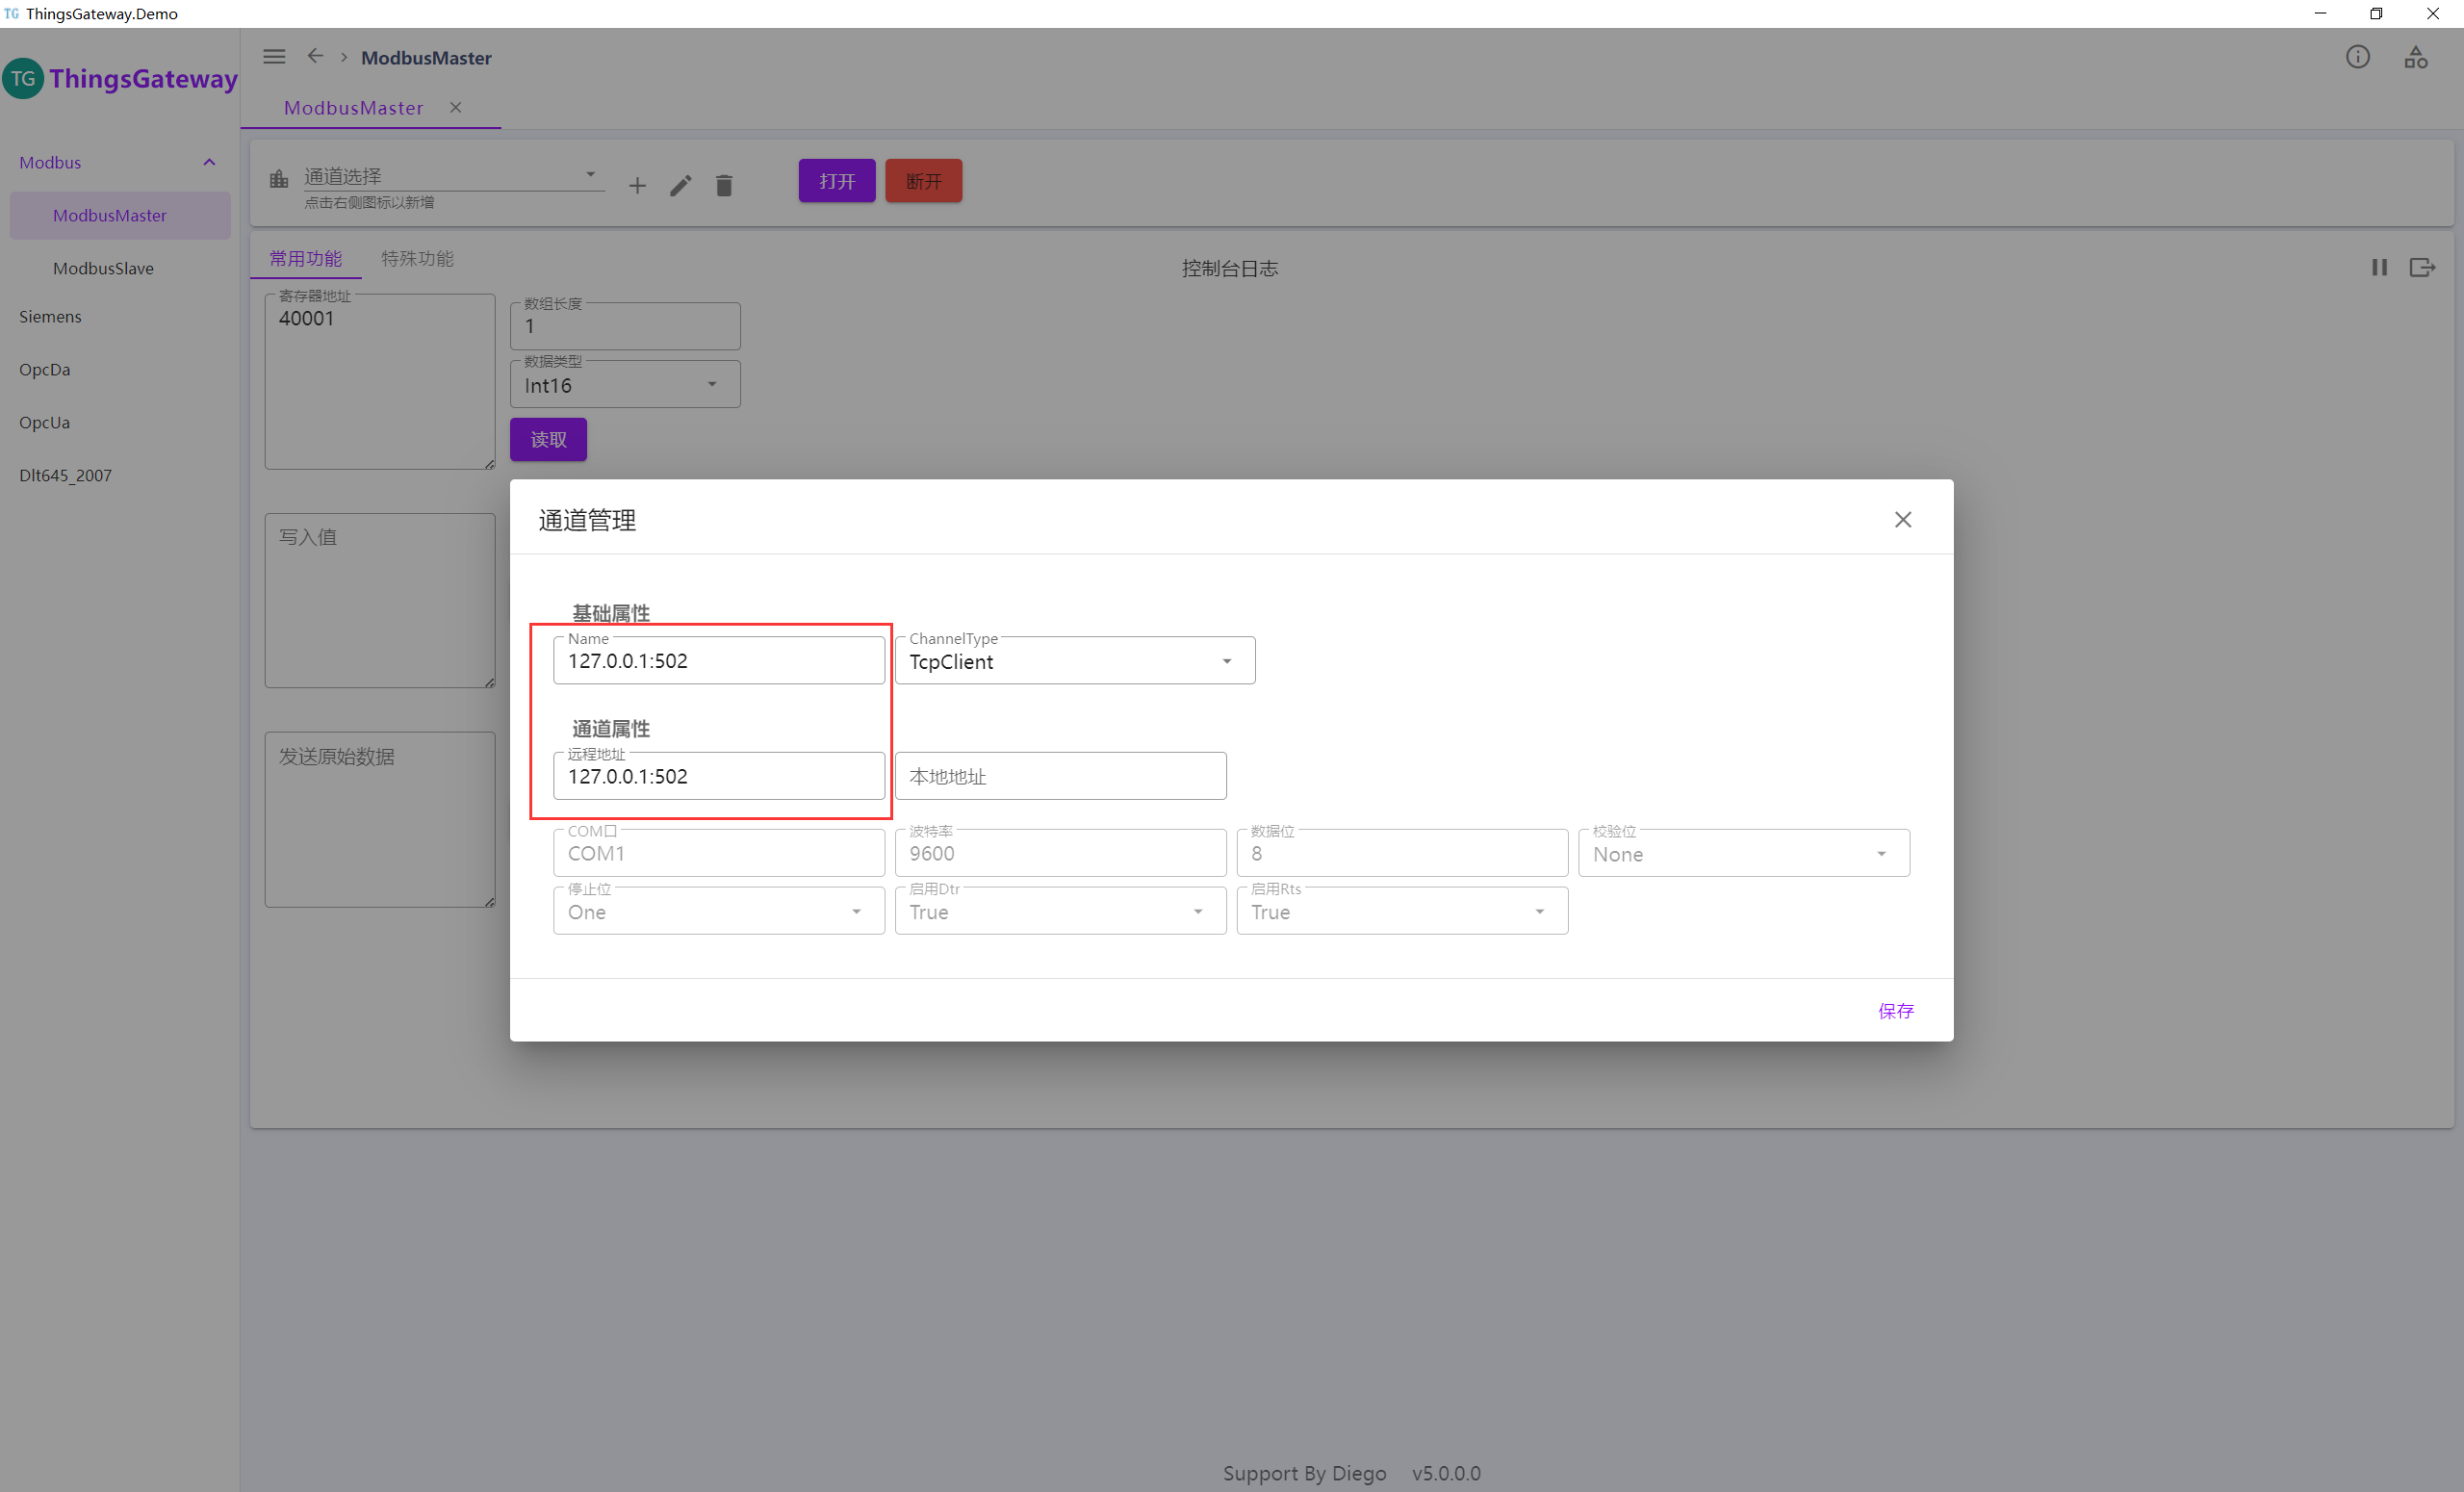 TG ThingsGateway.Demo
TG ThingsGateway
ModbusMaster
ModbusMaster
Modbus
ModbusMaster
ModbusSlave
Siemens
OpcDa
OpcUa
Dlt645_2007
通道选择
点击右侧图标以新增
打开
断开
常用功能
特殊功能
控制台日志
寄存器地址
40001
数组长度
1
数据类型
Int16
读取
写入值
发送原始数据
通道管理
基础属性
Name
127.0.0.1:502
ChannelType
TcpClient
通道属性
远程地址
127.0.0.1:502
本地地址
COM口
COM1
波特率
9600
数据位
8
校验位
None
停止位
One
启用Dtr
True
启用Rts
True
保存
Support By Diego v5.0.0.0